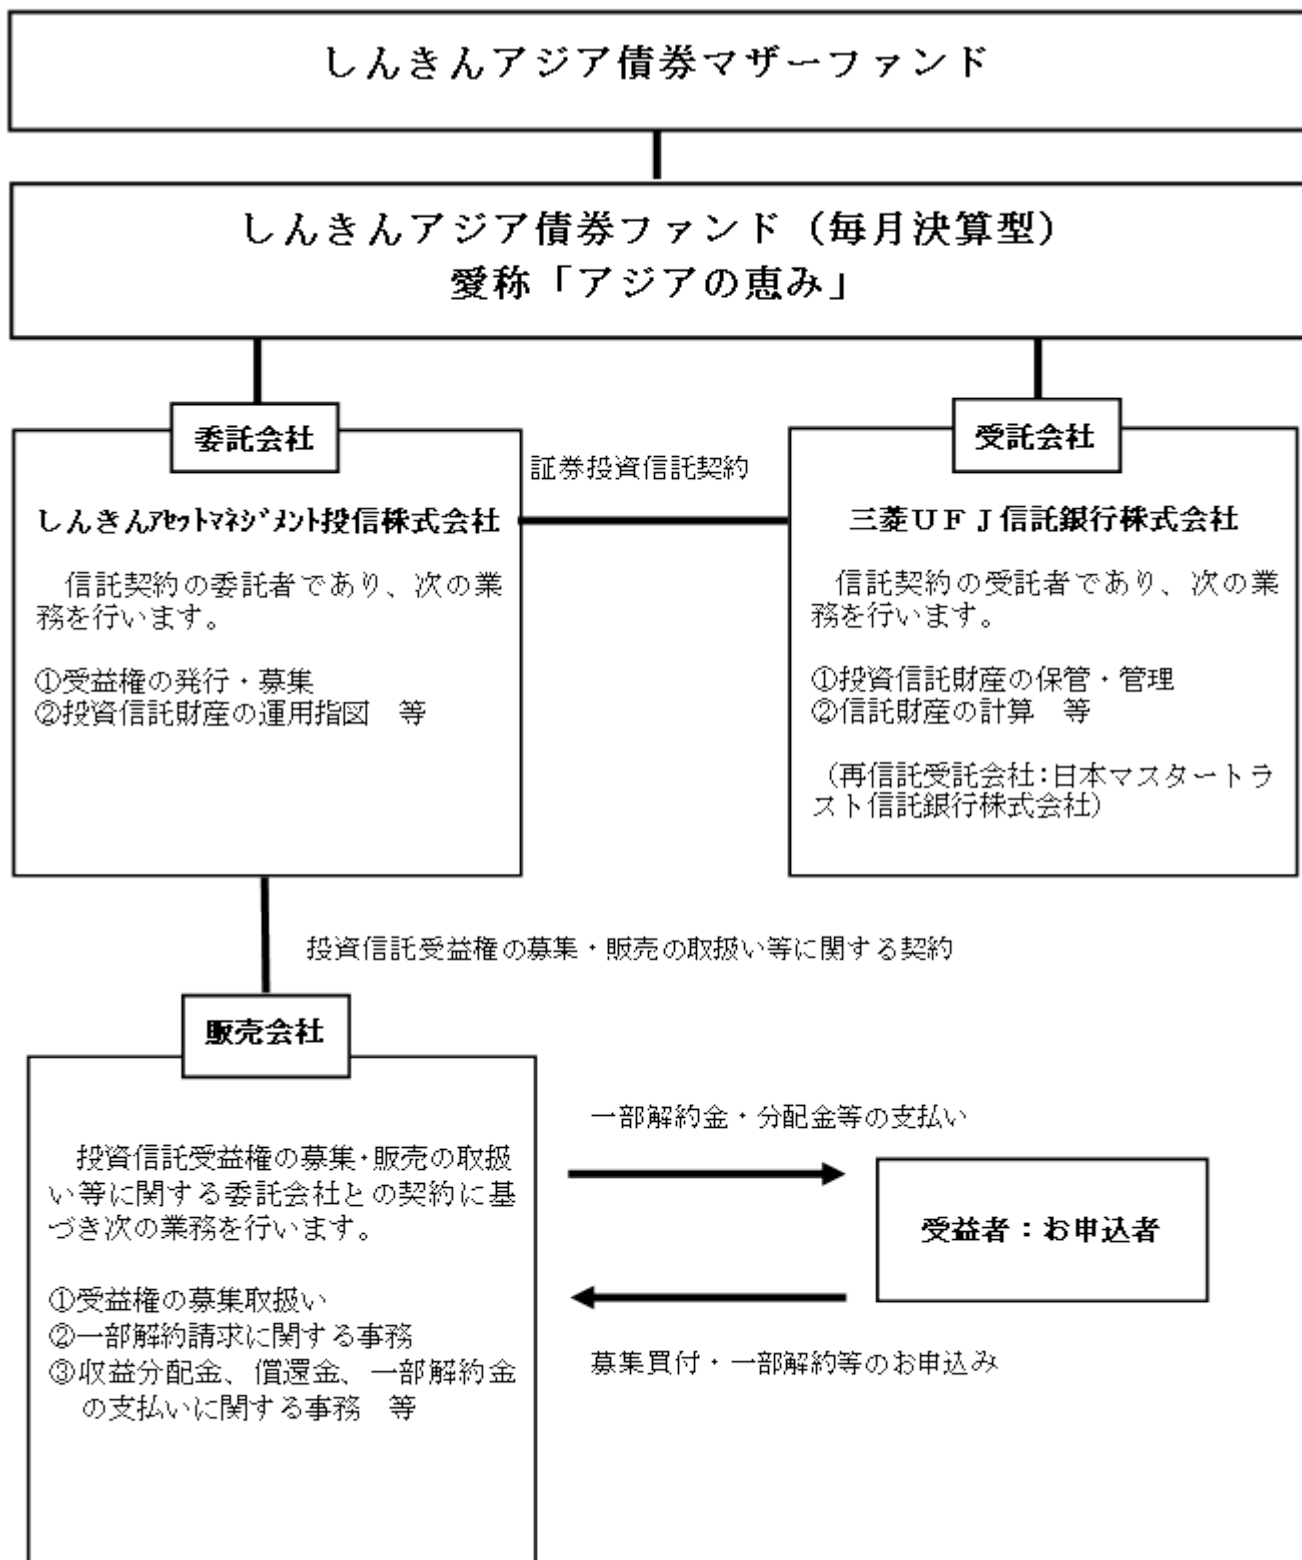 しんきんアジア債券マザーファンド
しんきんアジア債券ファンド（毎月決算型）
愛称「アジアの恵み」
委託会社
しんきんｱｾｯﾄﾏﾈｼﾞﾒﾝﾄ投信株式会社
信託契約の委託者であり、次の業
務を行います。
①受益権の発行・募集
②投資信託財産の運用指図　等
証券投資信託契約
受託会社
三菱ＵＦＪ信託銀行株式会社
信託契約の受託者であり、次の業
務を行います。
①投資信託財産の保管・管理
②信託財産の計算　等
（再信託受託会社：日本マスタートラ
スト信託銀行株式会社）
投資信託受益権の募集・販売の取扱い等に関する契約
販売会社
投資信託受益権の募集・販売の取扱
い等に関する委託会社との契約に基
づき次の業務を行います。
①受益権の募集取扱い
②一部解約請求に関する事務
③収益分配金、償還金、一部解約金
の支払いに関する事務　等
一部解約金・分配金等の支払い
受益者：お申込者
募集買付・一部解約等のお申込み